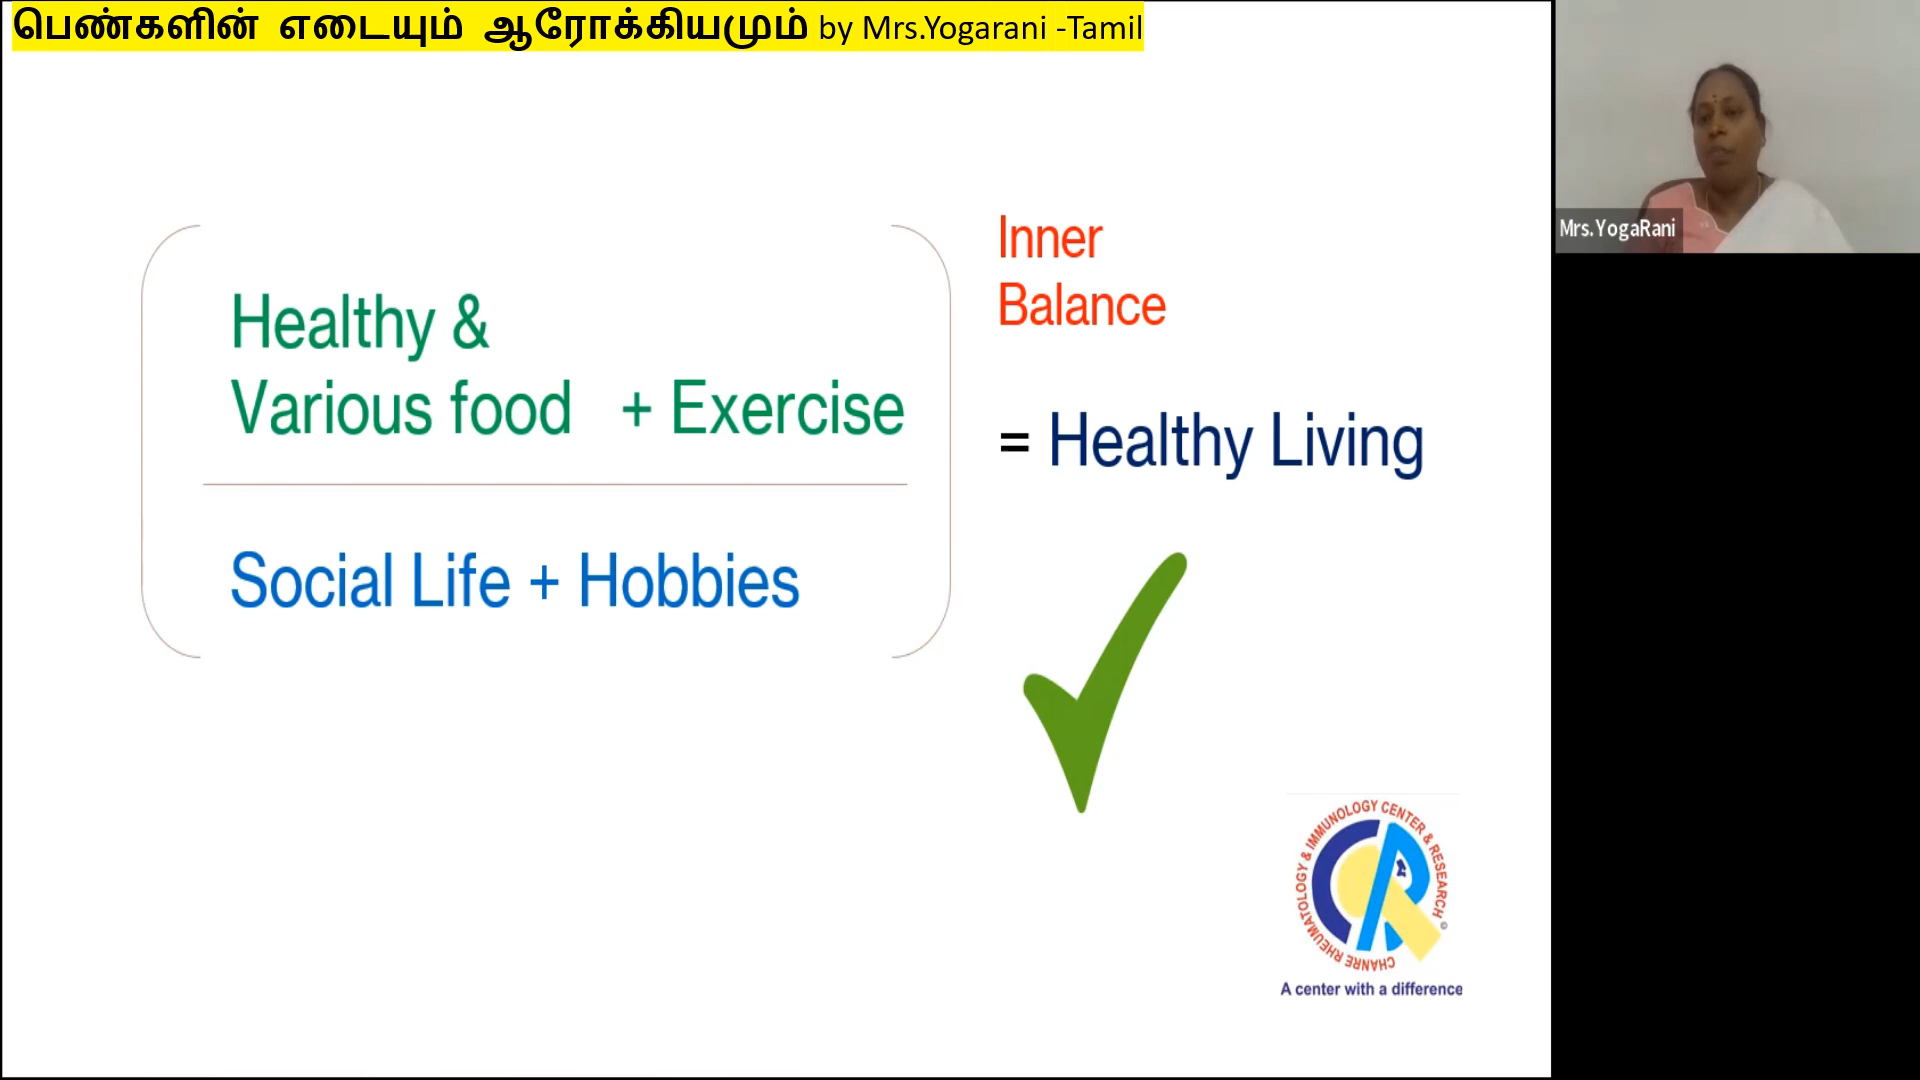 பெண்களின் எடையும் ஆரோக்கியமும் by Mrs.Yogarani -Tamil
Mrs.YogaRani
Inner
Balance
Healthy &
Various food + Exercise
= Healthy Living
Social Life + Hobbies
CHANRE RHEUMATOLOGY & IMMUNOLOGY CENTER & RESEARCH
A center with a difference